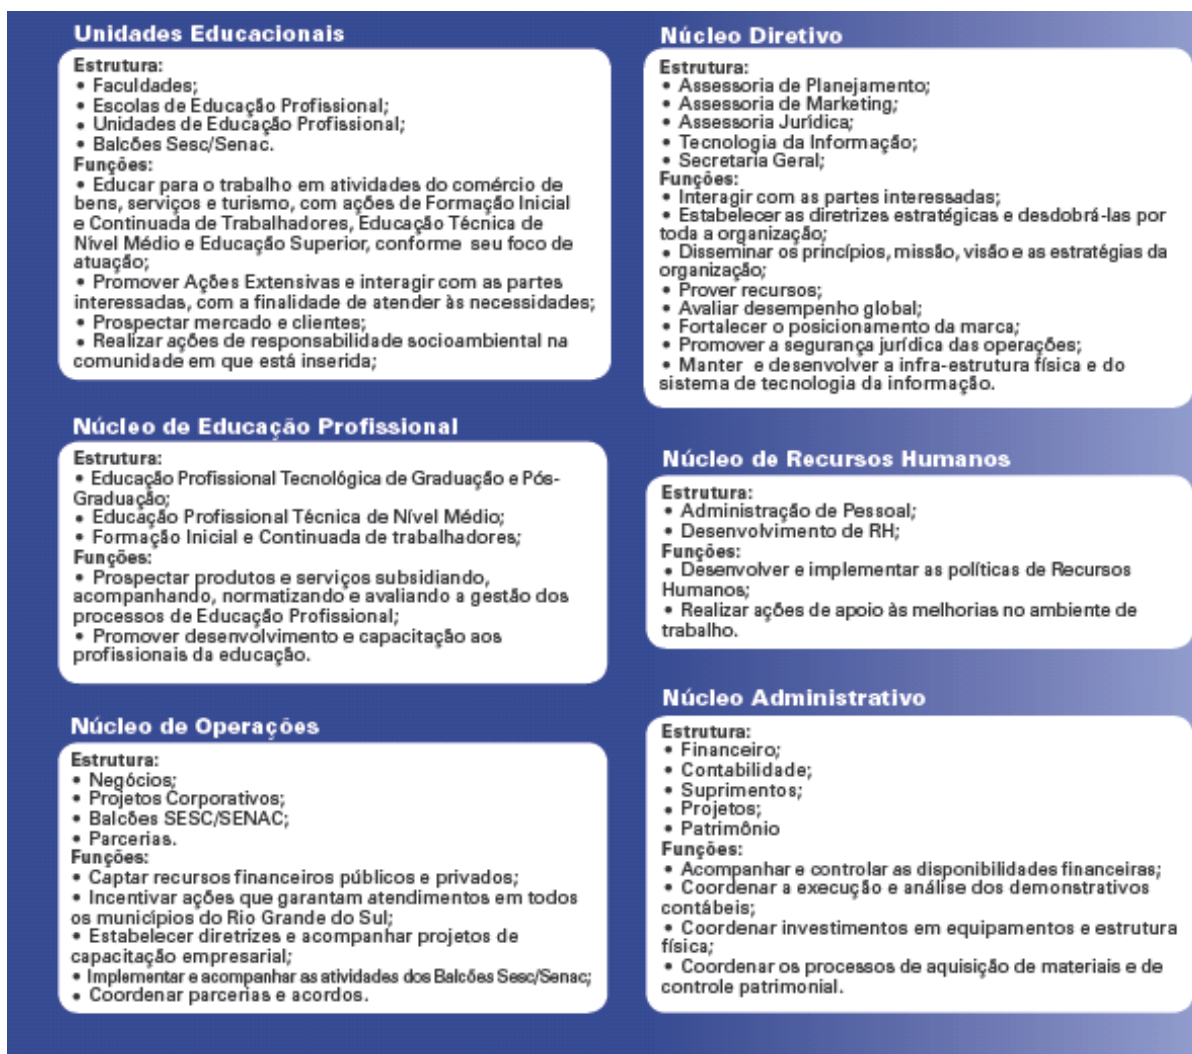 Unidades Educacionais
Estrutura:
• Faculdades;
• Escolas de Educação Profissional;
• Unidades de Educação Profissional;
• Balcões Sesc/Senac.
Funções:
• Educar para o trabalho em atividades do comércio de
bens, serviços e turismo, com ações de Formação Inicial
e Continuada de Trabalhadores, Educação Técnica de
Nível Médio e Educação Superior, conforme seu foco de
atuação;
• Promover Ações Extensivas e interagir com as partes
interessadas, com a finalidade de atender às necessidades;
• Prospectar mercado e clientes;
• Realizar ações de responsabilidade socioambiental na
comunidade em que está inserida;
Núcleo de Educação Profissional
Estrutura:
• Educação Profissional Tecnológica de Graduação e Pós-
Graduação;
• Educação Profissional Técnica de Nível Médio;
• Formação Inicial e Continuada de trabalhadores;
Funções:
• Prospectar produtos e serviços subsidiando,
acompanhando, normatizando e avaliando a gestão dos
processos de Educação Profissional;
• Promover desenvolvimento e capacitação aos
profissionais da educação.
Núcleo de Operações
Estrutura:
• Negócios;
• Projetos Corporativos;
• Balcões SESC/SENAC;
• Parcerias.
Funções:
• Captar recursos financeiros públicos e privados;
• Incentivar ações que garantam atendimentos em todos
os municípios do Rio Grande do Sul;
• Estabelecer diretrizes e acompanhar projetos de
capacitação empresarial;
• Implementar e acompanhar as atividades dos Balcões Sesc/Senac;
• Coordenar parcerias e acordos.
Núcleo Diretivo
Estrutura:
• Assessoria de Planejamento;
• Assessoria de Marketing;
• Assessoria Jurídica;
• Tecnologia da Informação;
• Secretaria Geral;
Funções:
• Interagir com as partes interessadas;
• Estabelecer as diretrizes estratégicas e desdobrá-las por
toda a organização;
• Disseminar os princípios, missão, visão e as estratégias da
organização;
• Prover recursos;
• Avaliar desempenho global;
• Fortalecer o posicionamento da marca;
• Promover a segurança jurídica das operações;
• Manter e desenvolver a infra-estrutura física e do
sistema de tecnologia da informação.
Núcleo de Recursos Humanos
Estrutura:
• Administração de Pessoal;
• Desenvolvimento de RH;
Funções:
• Desenvolver e implementar as políticas de Recursos
Humanos;
• Realizar ações de apoio às melhorias no ambiente de
trabalho.
Núcleo Administrativo
Estrutura:
• Financeiro;
• Contabilidade;
• Suprimentos;
• Projetos;
• Patrimônio
Funções:
• Acompanhar e controlar as disponibilidades financeiras;
• Coordenar a execução e análise dos demonstrativos
contábeis;
• Coordenar investimentos em equipamentos e estrutura
física;
• Coordenar os processos de aquisição de materiais e de
controle patrimonial.